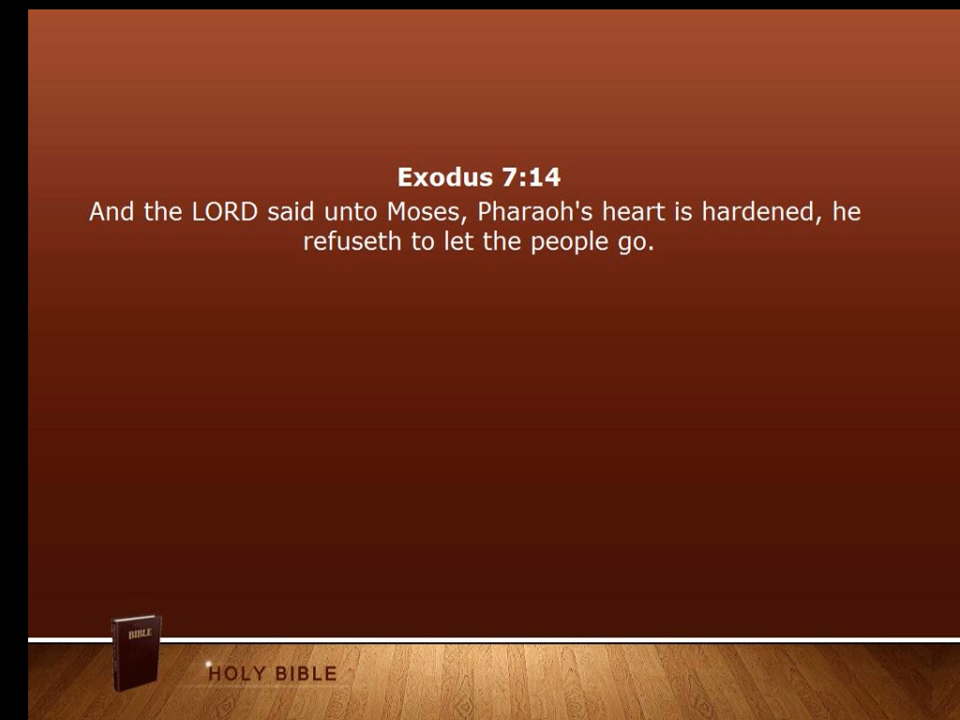 Exodus 7:14
And the LORD said unto Moses, Pharaoh's heart is hardened, he
refuseth to let the people go.
BIBLE
HOLY BIBLE